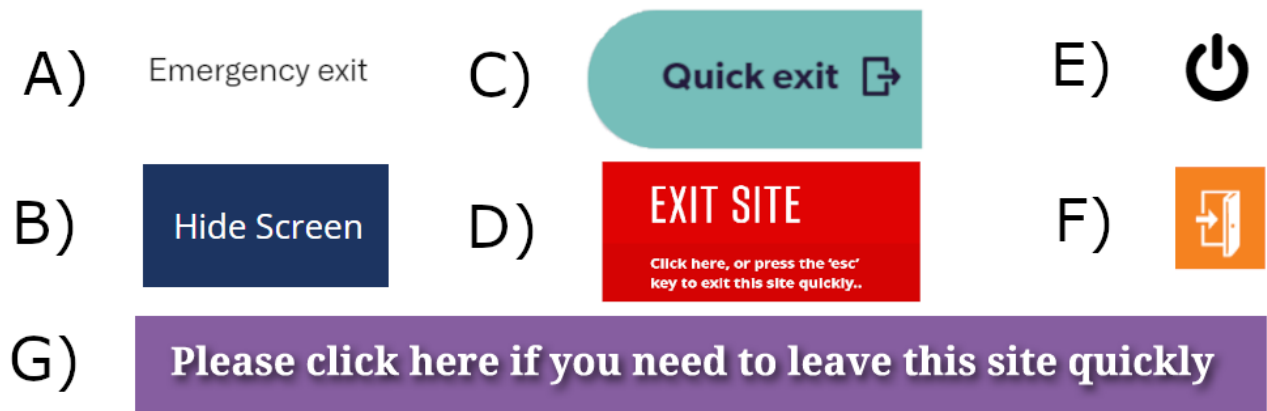 A)
Emergency exit
B)
Hide Screen
C)
Quick exit
D)
EXIT SITE
Click here, or press the ‘esc’
key to exit this site quickly..
E)
F)
G)
Please click here if you need to leave this site quickly